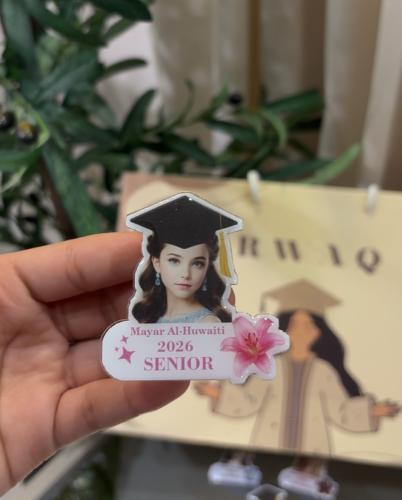 RWAQ
Mayar Al-Huwaiti
2026
SENIOR